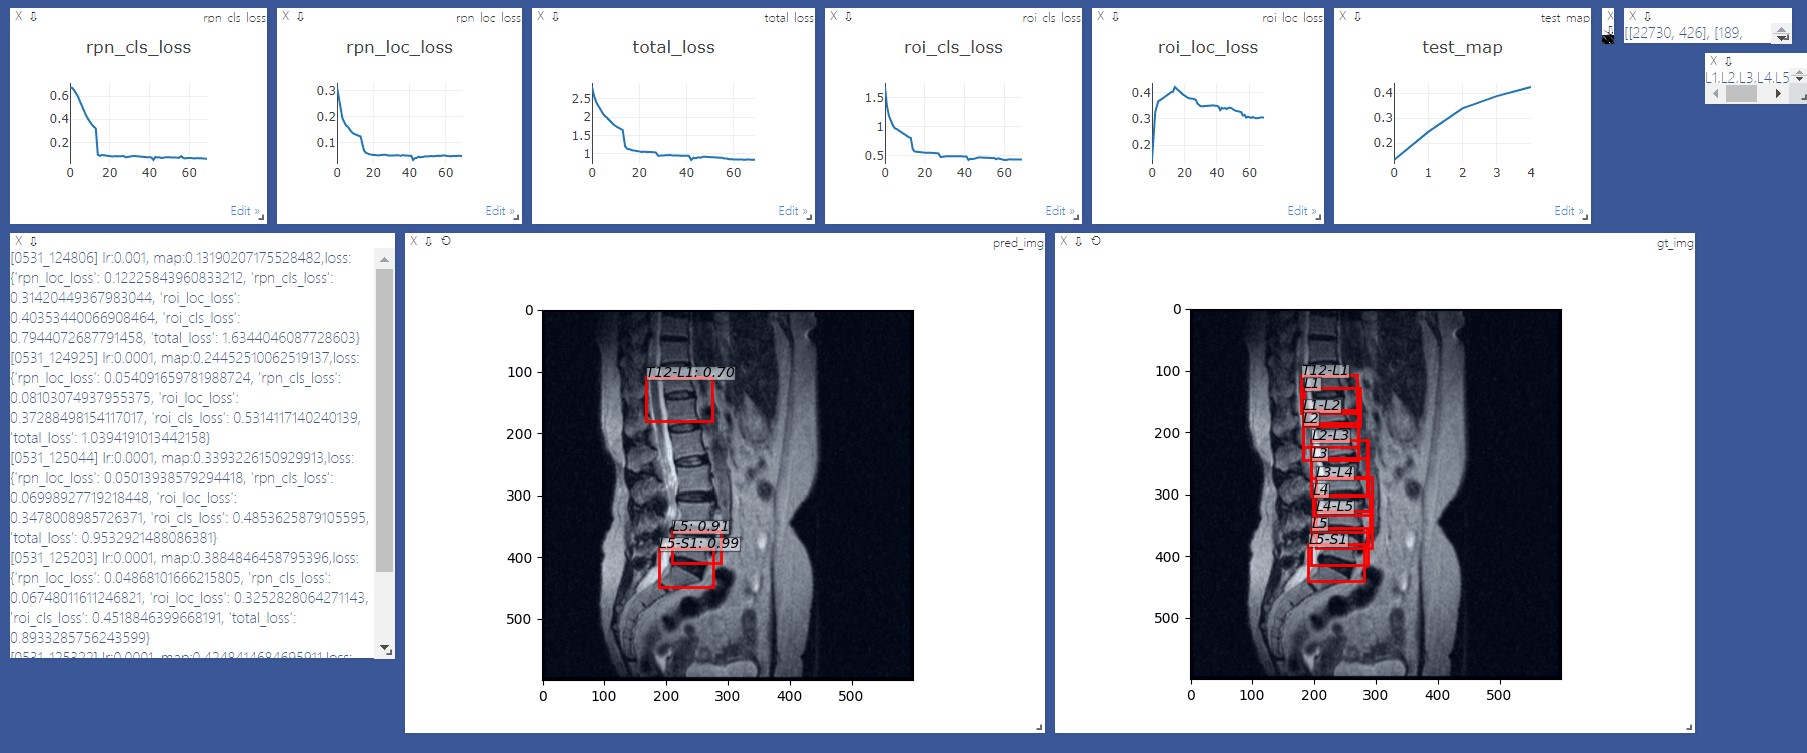 X ⇩ rpn_cls_loss
rpn_cls_loss
0.6
0.4
0.2
0 20 40 60
Edit »
X ⇩ rpn_loc_loss
rpn_loc_loss
0.3
0.2
0.1
0 20 40 60
Edit »
X ⇩ total_loss
total_loss
2.5
2
1.5
1
0 20 40 60
Edit »
X ⇩ roi_cls_loss
roi_cls_loss
1.5
1
0.5
0 20 40 60
Edit »
X ⇩ roi_loc_loss
roi_loc_loss
0.4
0.3
0.2
0 20 40 60
Edit »
X ⇩ test_map
test_map
0.4
0.3
0.2
0 1 2 3 4
Edit »
X
X ⇩
[[22730, 426], [189,
X ⇩
L1,L2,L3,L4,L5
X ⇩
[0531_124806] lr:0.001, map:0.13190207175528482,loss:
{'rpn_loc_loss': 0.12225843960833212, 'rpn_cls_loss':
0.31420449367983044, 'roi_loc_loss':
0.40353440066908464, 'roi_cls_loss':
0.7944072687791458, 'total_loss': 1.6344046087728603}
[0531_124925] lr:0.0001, map:0.24452510062519137,loss:
{'rpn_loc_loss': 0.054091659781988724, 'rpn_cls_loss':
0.08103074937955375, 'roi_loc_loss':
0.37288498154117017, 'roi_cls_loss': 0.5314117140240139,
'total_loss': 1.0394191013442158}
[0531_125044] lr:0.0001, map:0.3393226150929913,loss:
{'rpn_loc_loss': 0.05013938579294418, 'rpn_cls_loss':
0.06998927719218448, 'roi_loc_loss':
0.3478008985726371, 'roi_cls_loss': 0.4853625879105595,
'total_loss': 0.9532921488086381}
[0531_125203] lr:0.0001, map:0.3884846458795396,loss:
{'rpn_loc_loss': 0.04868101666215805, 'rpn_cls_loss':
0.06748011611246821, 'roi_loc_loss': 0.3252828064271143,
'roi_cls_loss': 0.4518846399668191, 'total_loss':
0.8933285756243599}
[0531_125322] lr:0.0001, map:0.4248414684695911,loss:
X ⇩ pred_img
0
100
200
300
400
500
T12-L1: 0.70
L5: 0.91
L5-S1: 0.99
0 100 200 300 400 500
X ⇩ gt_img
0
100
200
300
400
500
T12-L1
L1
L1-L2
L2
L2-L3
L3
L3-L4
L4
L4-L5
L5
L5-S1
0 100 200 300 400 500